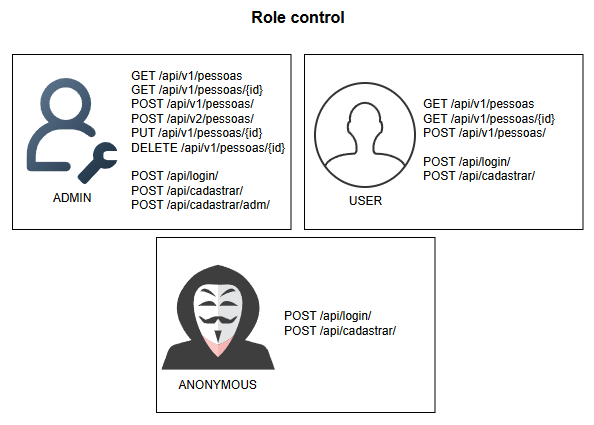 Role control
GET /api/v1/pessoas
GET /api/v1/pessoas/{id}
POST /api/v1/pessoas/
POST /api/v2/pessoas/
PUT /api/v1/pessoas/{id}
DELETE /api/v1/pessoas/{id}
POST /api/login/
POST /api/cadastrar/
POST /api/cadastrar/adm/
ADMIN
GET /api/v1/pessoas
GET /api/v1/pessoas/{id}
POST /api/v1/pessoas/
POST /api/login/
POST /api/cadastrar/
USER
POST /api/login/
POST /api/cadastrar/
ANONYMOUS